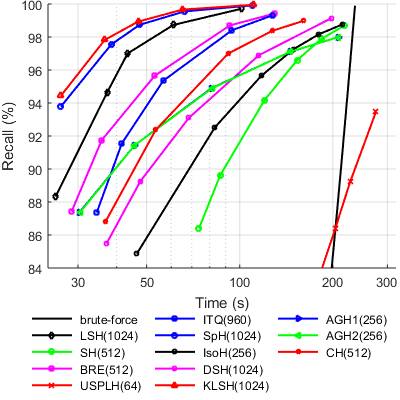 100
98
96
94
92
90
88
86
84
Recall (%)
30 50 100 200 300
Time (s)
brute-force ITQ(960) AGH1(256)
LSH(1024) SpH(1024) AGH2(256)
SH(512) IsoH(256) CH(512)
BRE(512) DSH(1024)
USPLH(64) KLSH(1024)